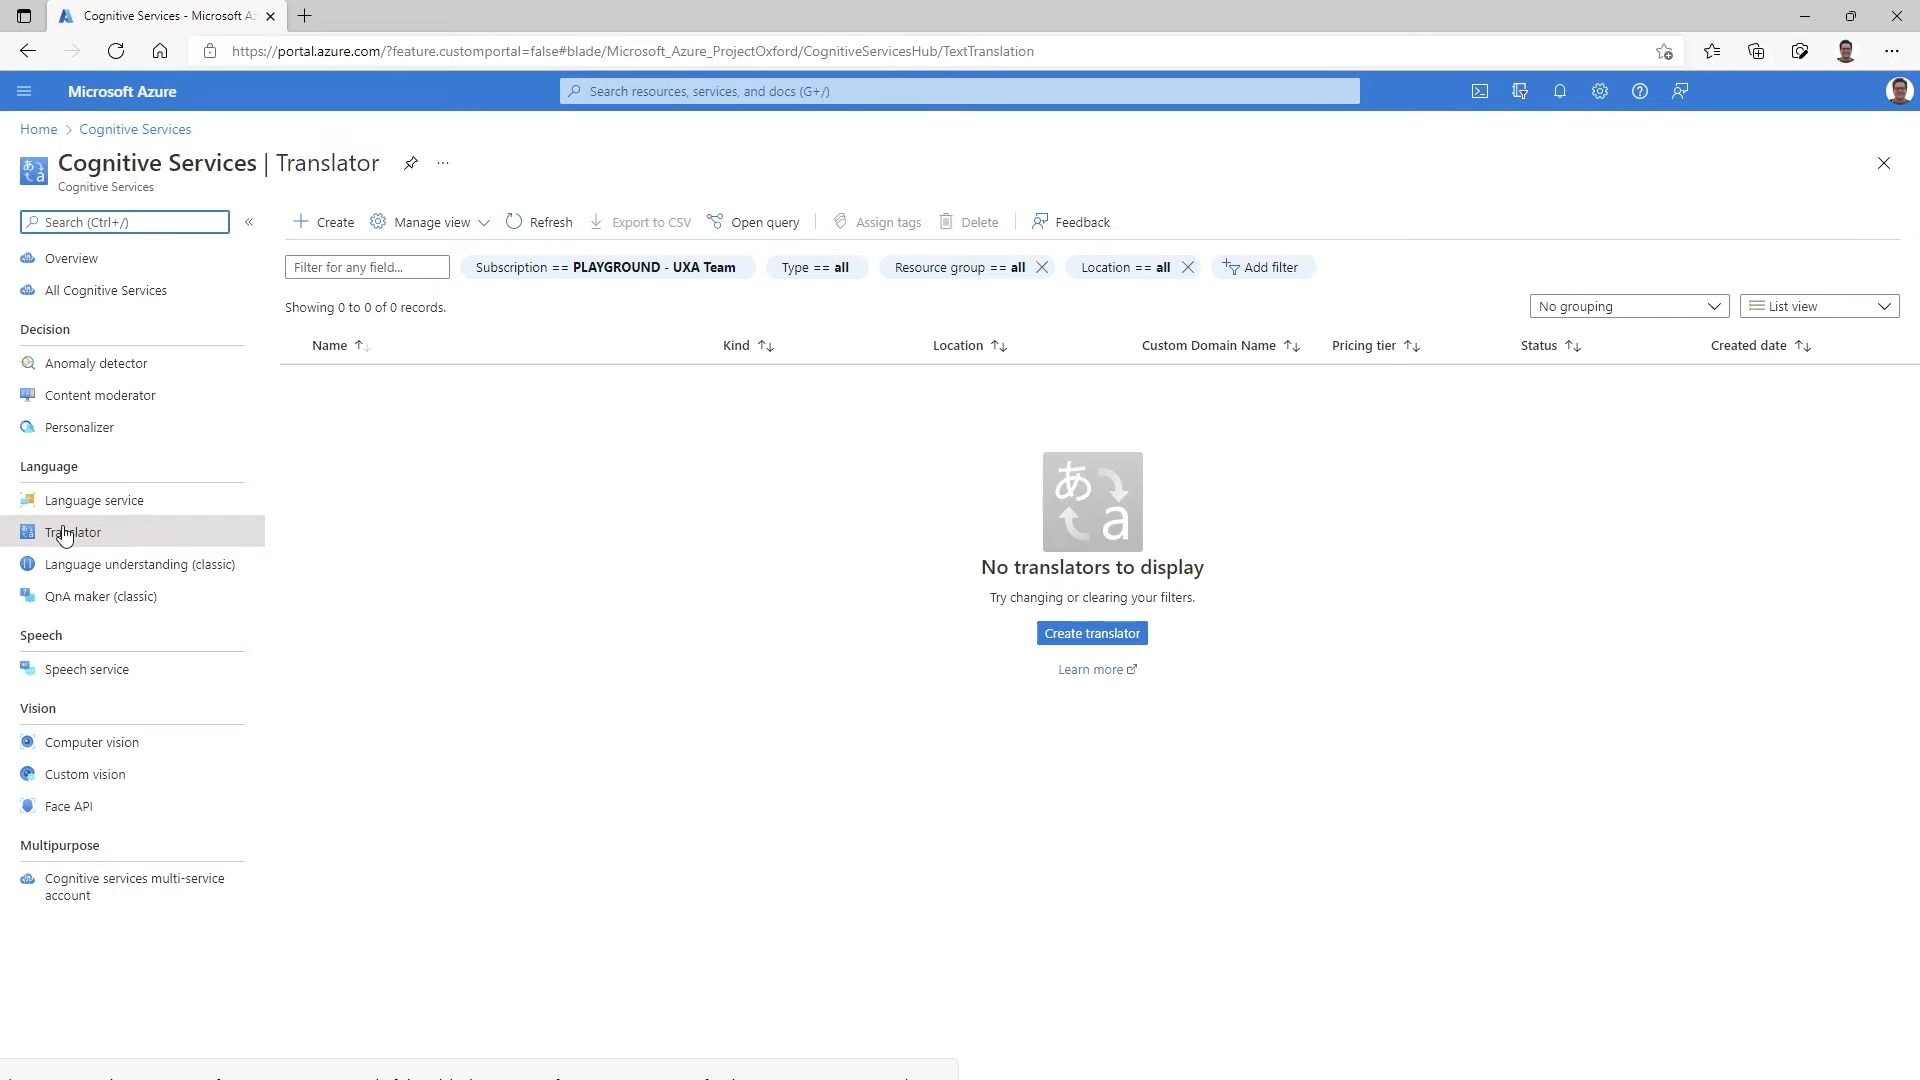 Cognitive Services - Microsoft Az
https://portal.azure.com/?feature.customportal=false#blade/Microsoft_Azure_ProjectOxford/CognitiveServicesHub/TextTranslation
Microsoft Azure
Search resources, services, and docs (G+/)
Home > Cognitive Services
Cognitive Services | Translator
Cognitive Services
Search (Ctrl+/)
Create Manage view Refresh Export to CSV Open query Assign tags Delete Feedback
Overview
All Cognitive Services
Decision
Anomaly detector
Content moderator
Personalizer
Language
Language service
Translator
Language understanding (classic)
QnA maker (classic)
Speech
Speech service
Vision
Computer vision
Custom vision
Face API
Multipurpose
Cognitive services multi-service
account
Filter for any field...
Subscription == PLAYGROUND - UXA Team
Type == all
Resource group == all
Location == all
Add filter
Showing 0 to 0 of 0 records.
No grouping
List view
Name Kind Location Custom Domain Name Pricing tier Status Created date
あ
a
No translators to display
Try changing or clearing your filters.
Create translator
Learn more